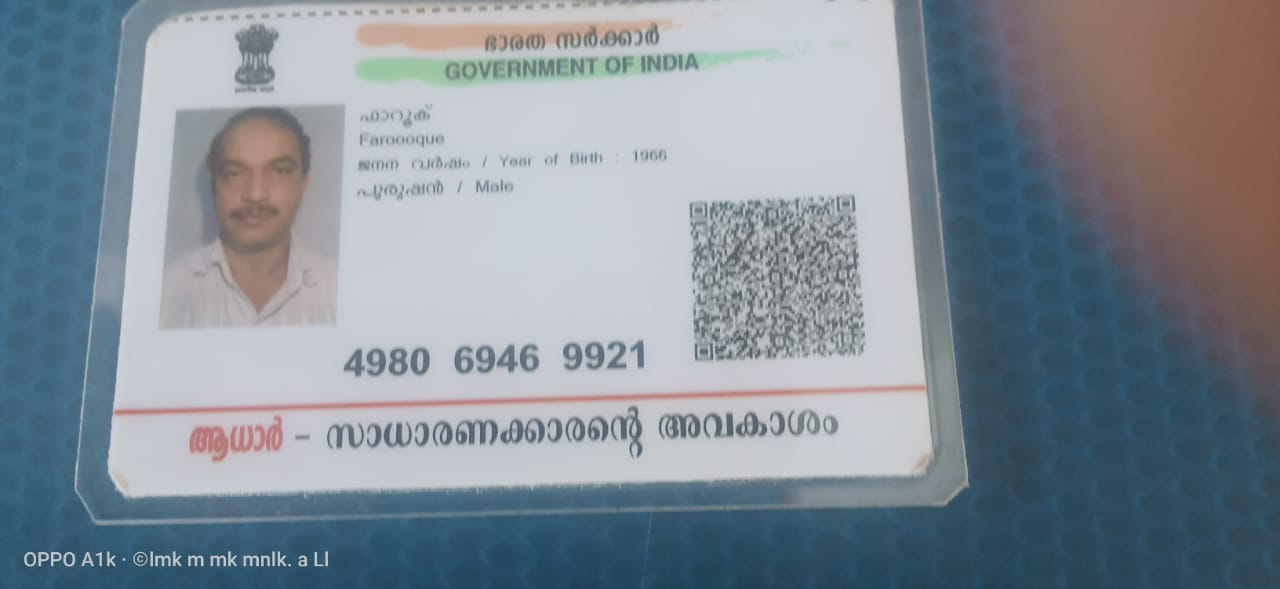 ഭാരത സർക്കാർ
GOVERNMENT OF INDIA
ഫാറൂക്
Faroooque
ജനന വർഷം / Year of Birth : 1966
പുരുഷൻ / Male
4980 6946 9921
ആധാർ – സാധാരണക്കാരന്റെ അവകാശം
OPPO A1k · ©lmk m mk mnlk. a Ll